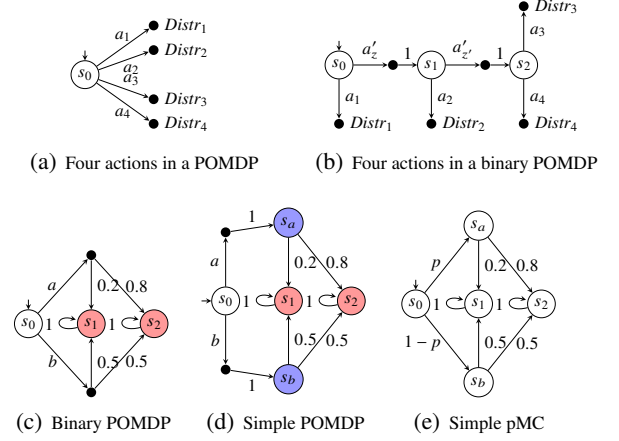 Distr₁
a₁
Distr₂
s₀
a₂
a₃
Distr₃
a₄
Distr₄
(a) Four actions in a POMDP
Distr₃
a₃
s₀ a′z 1 s₁ a′z′ 1 s₂
a₁ a₂ a₄
Distr₁ Distr₂ Distr₄
(b) Four actions in a binary POMDP
a 0.2 0.8
s₀ 1 s₁ 1 s₂
b 0.5 0.5
(c) Binary POMDP
1 sₐ
a 0.2 0.8
s₀ 1 s₁ 1 s₂
b 0.5 0.5
1 s_b
(d) Simple POMDP
sₐ
p 0.2 0.8
s₀ 1 s₁ 1 s₂
1 − p 0.5 0.5
s_b
(e) Simple pMC